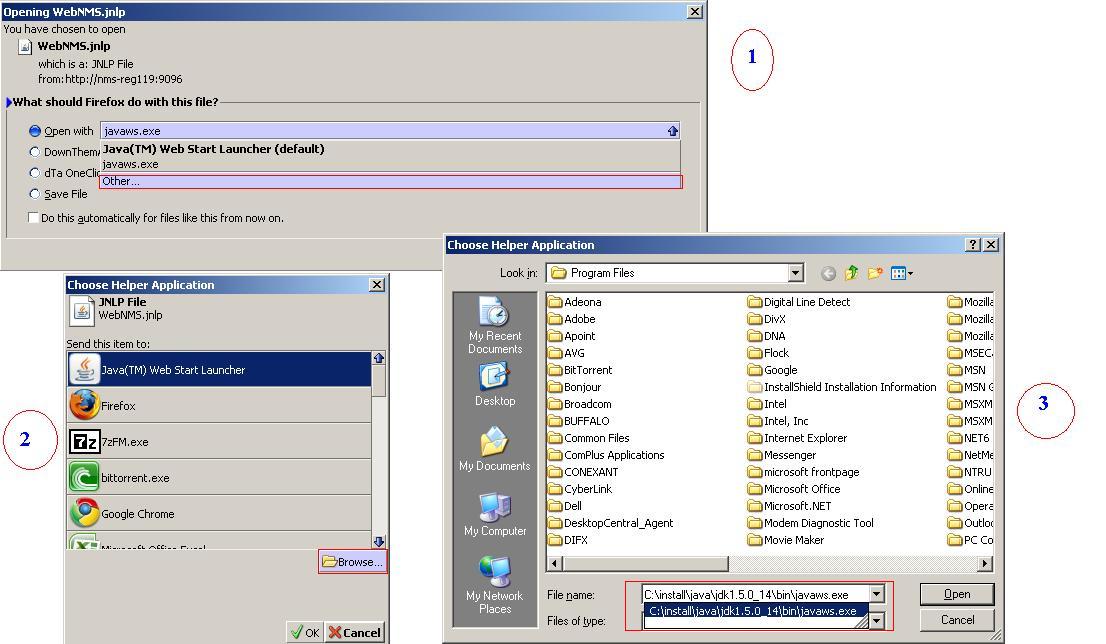 Opening WebNMS.jnlp
You have chosen to open
WebNMS.jnlp
which is a: JNLP File
from: http://nms-reg119:9096
What should Firefox do with this file?
Open with javaws.exe
Java(TM) Web Start Launcher (default)
DownThem
javaws.exe
dTa OneClic
Other...
Save File
Do this automatically for files like this from now on.
1
Choose Helper Application
JNLP File
WebNMS.jnlp
Send this item to:
Java(TM) Web Start Launcher
Firefox
7z 7zFM.exe
bittorrent.exe
Google Chrome
Microsoft Office Excel
Browse...
OK Cancel
2
Choose Helper Application
Look in: Program Files
My Recent
Documents
Desktop
My Documents
My Computer
My Network
Places
Adeona
Adobe
Apoint
AVG
BitTorrent
Bonjour
Broadcom
BUFFALO
Common Files
ComPlus Applications
CONEXANT
CyberLink
Dell
DesktopCentral_Agent
DIFX
Digital Line Detect
DivX
DNA
Flock
Google
InstallShield Installation Information
Intel
Intel, Inc
Internet Explorer
Messenger
microsoft frontpage
Microsoft Office
Microsoft.NET
Modem Diagnostic Tool
Movie Maker
Mozilla
Mozilla
Mozilla
MSECA
MSN
MSN G
MSXM
MSXM
NET6
NetMe
NTRU
Online
Opera
Outloo
PC Co
File name: C:\install\java\jdk1.5.0_14\bin\javaws.exe Open
C:\install\java\jdk1.5.0_14\bin\javaws.exe
Files of type: Cancel
3